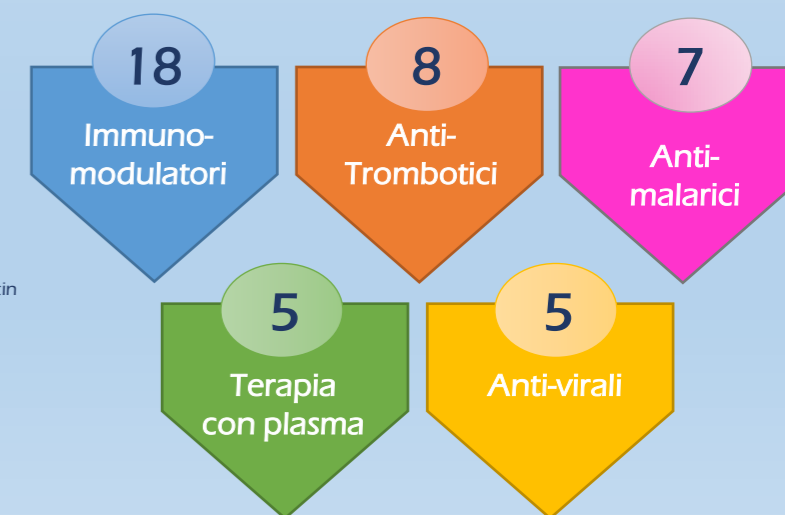 18
Immuno-
modulatori
8
Anti-
Trombotici
7
Anti-
malarici
5
Terapia
con plasma
5
Anti-virali